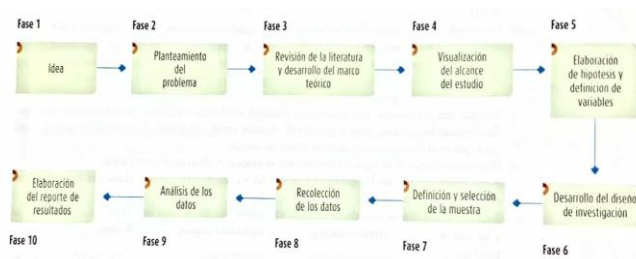 Fase 1
Fase 2
Fase 3
Fase 4
Fase 5
Idea
Planteamiento
del
problema
Revisión de la literatura
y desarrollo del marco
teórico
Visualización
del alcance
del estudio
Elaboración
de hipótesis y
definición de
variables
Elaboración
del reporte de
resultados
Análisis de los
datos
Recolección
de los datos
Definición y selección
de la muestra
Desarrollo del diseño
de investigación
Fase 10
Fase 9
Fase 8
Fase 7
Fase 6